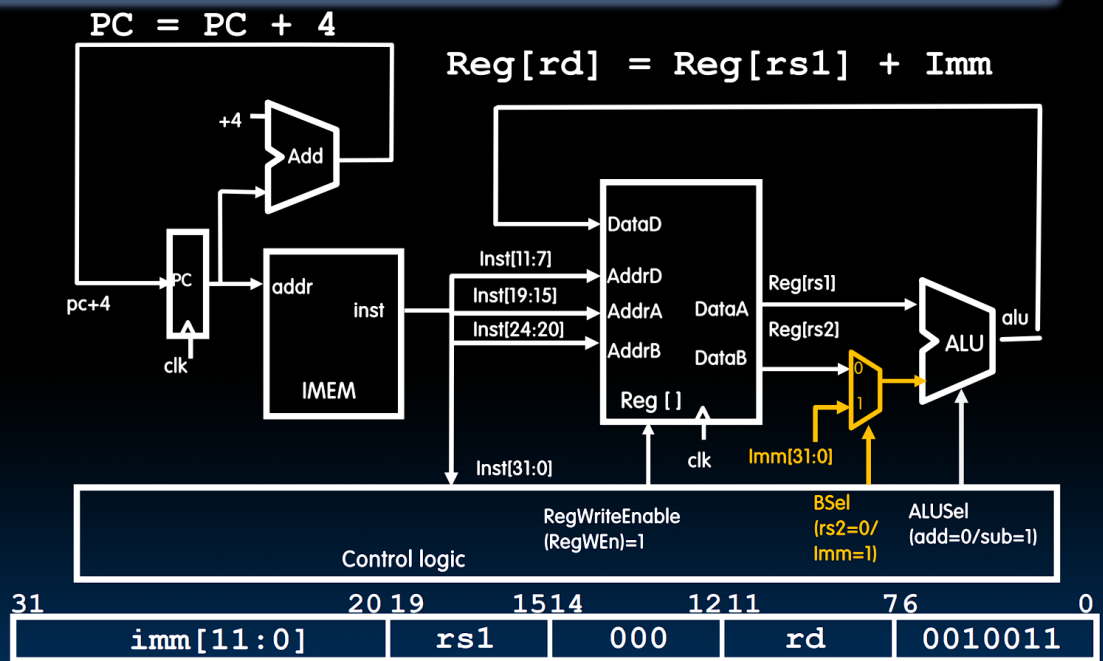 PC = PC + 4
Reg[rd] = Reg[rs1] + Imm
+4
Add
DataD
Inst[11:7]
AddrD
PC
addr
Reg[rs1]
pc+4
inst
Inst[19:15]
AddrA
DataA
alu
Inst[24:20]
Reg[rs2]
ALU
AddrB
DataB
0
clk
IMEM
Reg [ ]
1
clk
Imm[31:0]
Inst[31:0]
RegWriteEnable
(RegWEn)=1
BSel
(rs2=0/
Imm=1)
ALUSel
(add=0/sub=1)
Control logic
31 20 19 15 14 12 11 7 6 0
imm[11:0] rs1 000 rd 0010011